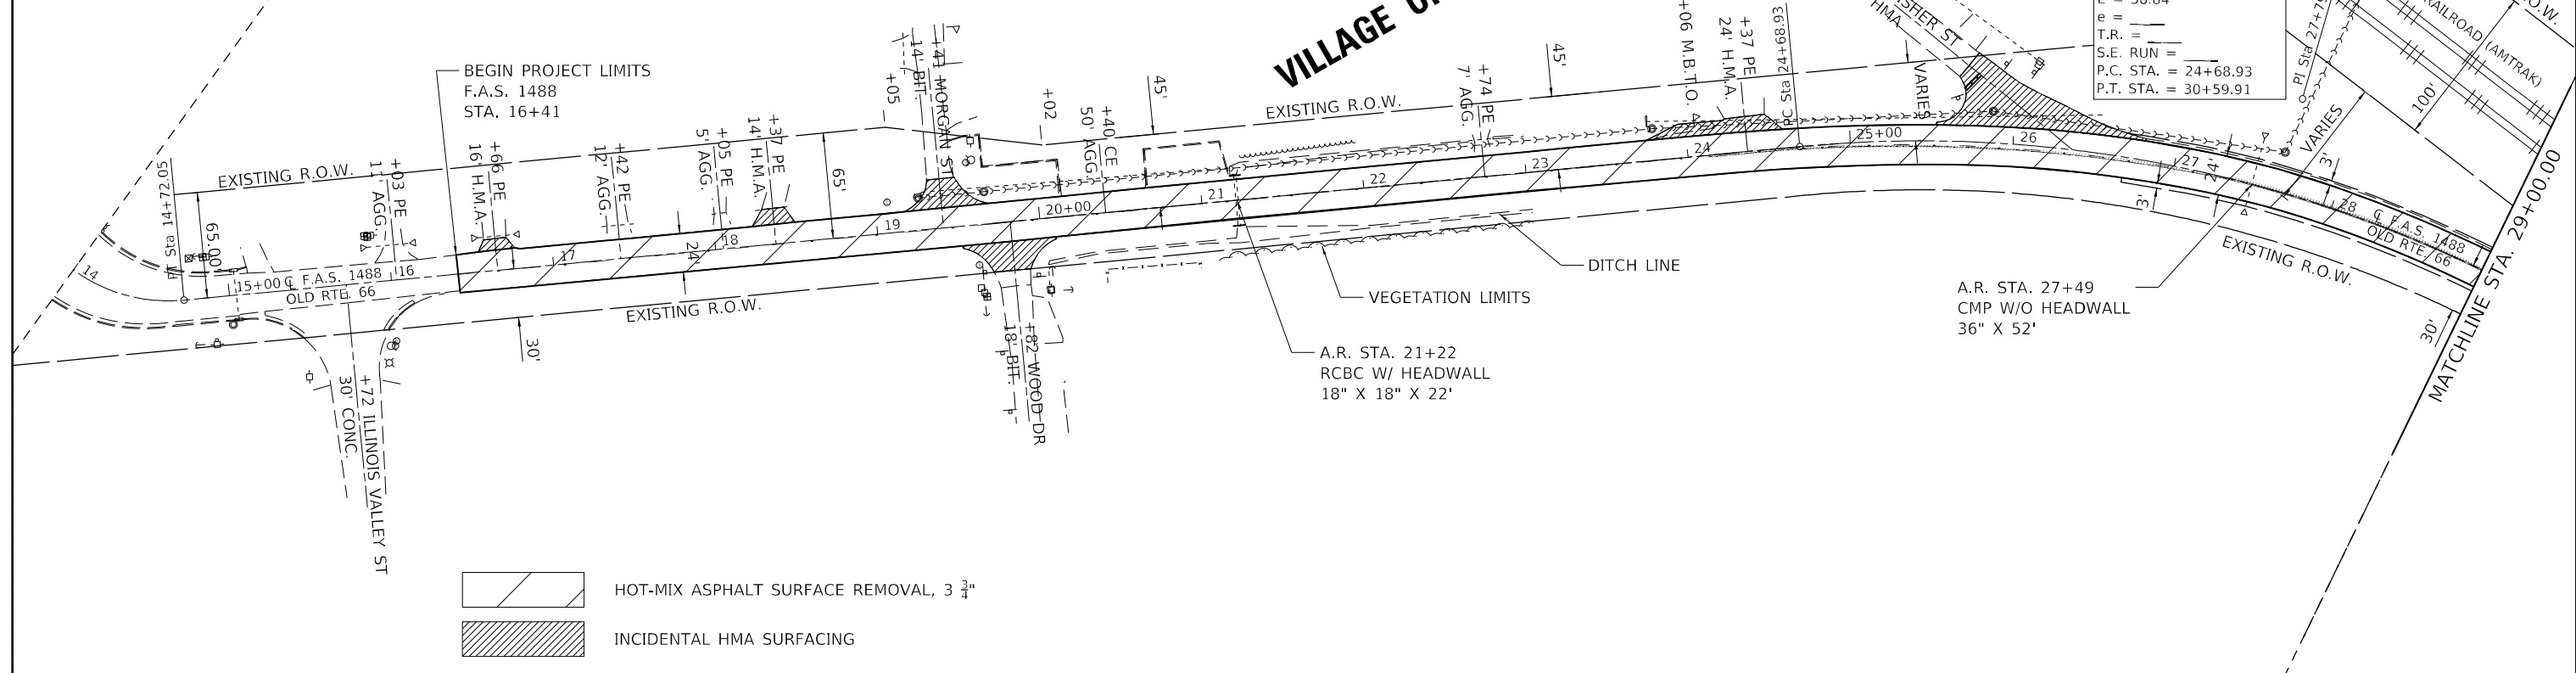 BEGIN PROJECT LIMITS
F.A.S. 1488
STA. 16+41
VILLAGE
EXISTING R.O.W.
EXISTING R.O.W.
EXISTING R.O.W.
EXISTING R.O.W.
PI Sta 14+72.05
65.00'
14
15+00
℄ F.A.S. 1488
OLD RTE. 66
16
+03 PE
11' AGG.
+66 PE
16' H.M.A.
+42 PE
12' AGG.
+05 PE
5' AGG.
+37 PE
14' H.M.A.
65'
+05
+41 MORGAN ST
14' BIT.
+02
+40 CE
50' AGG.
45'
+74 PE
7' AGG.
45'
+06 M.B.T.O.
+37 PE
24' H.M.A.
PC Sta 24+68.93
VARIES
HMA
e = ____
T.R. = ____
S.E. RUN = ____
P.C. STA. = 24+68.93
P.T. STA. = 30+59.91
RAILROAD (AMTRAK)
100'
VARIES
17
24'
18
19
20+00
21
22
23
24
25+00
26
27
24'
3'
3'
28
℄ F.A.S. 1488
OLD RTE. 66
30'
MATCHLINE STA. 29+00.00
30'
+72 ILLINOIS VALLEY ST
30' CONC.
+82 WOOD DR
18' BIT.
DITCH LINE
VEGETATION LIMITS
A.R. STA. 21+22
RCBC W/ HEADWALL
18" X 18" X 22'
A.R. STA. 27+49
CMP W/O HEADWALL
36" X 52'
HOT-MIX ASPHALT SURFACE REMOVAL, 3 3/4"
INCIDENTAL HMA SURFACING